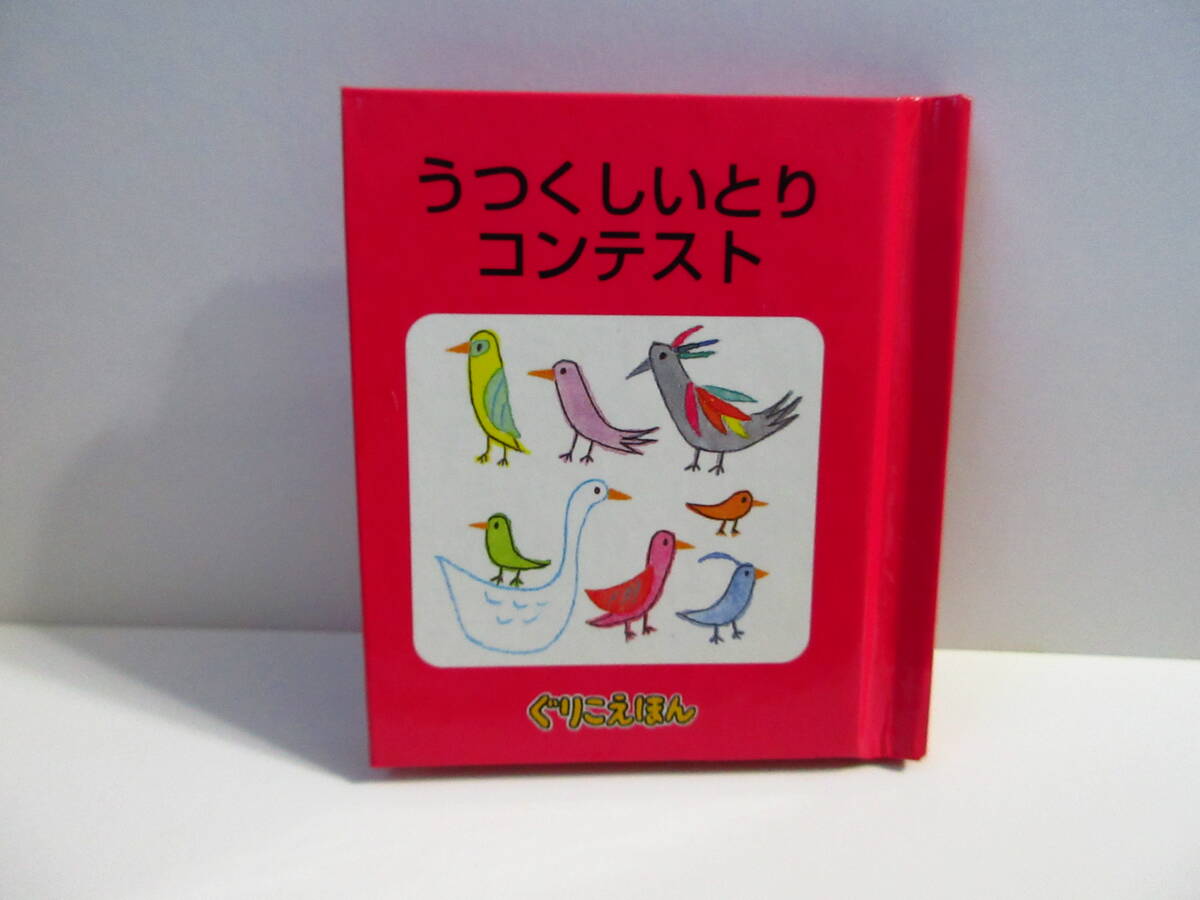 うつくしいとり
コンテスト
ぐりこえほん